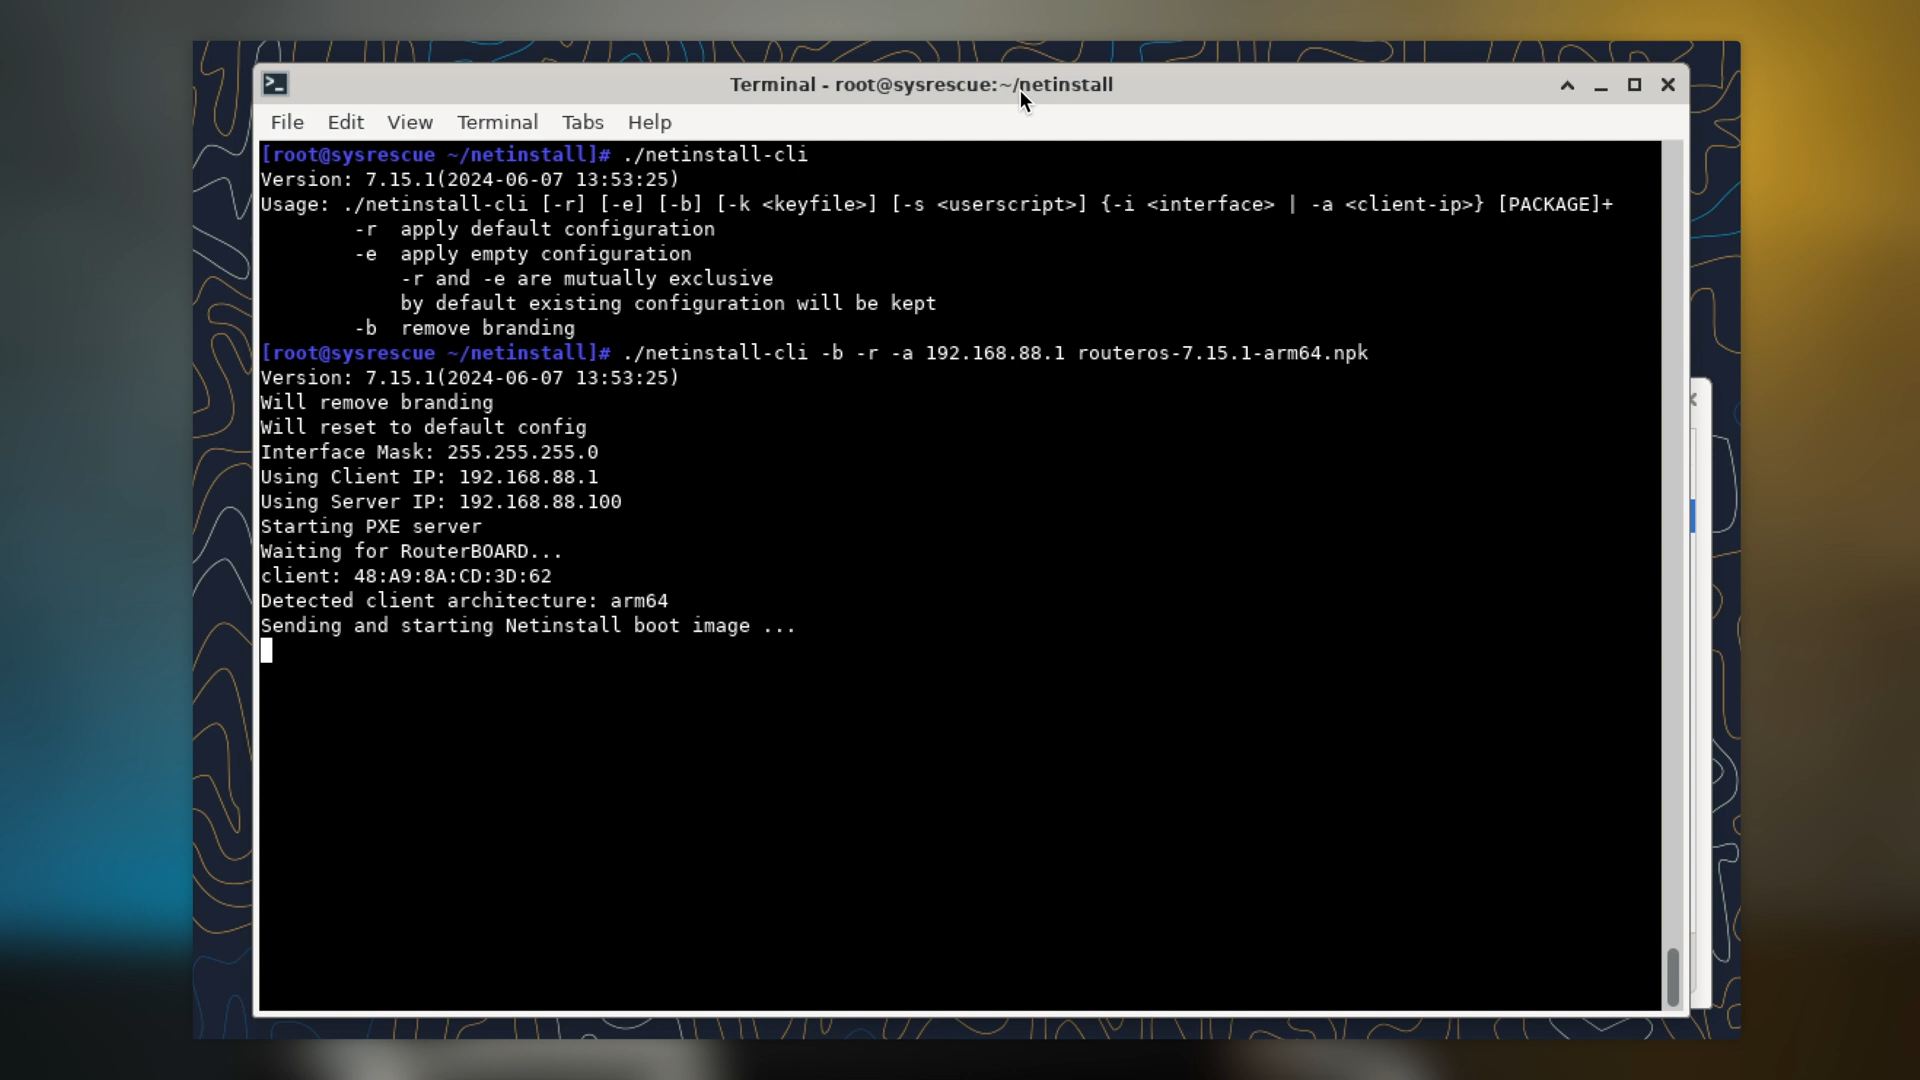 Terminal - root@sysrescue:~/netinstall
File Edit View Terminal Tabs Help
[root@sysrescue ~/netinstall]# ./netinstall-cli
Version: 7.15.1(2024-06-07 13:53:25)
Usage: ./netinstall-cli [-r] [-e] [-b] [-k <keyfile>] [-s <userscript>] {-i <interface> | -a <client-ip>} [PACKAGE]+
-r  apply default configuration
-e  apply empty configuration
-r and -e are mutually exclusive
by default existing configuration will be kept
-b  remove branding
[root@sysrescue ~/netinstall]# ./netinstall-cli -b -r -a 192.168.88.1 routeros-7.15.1-arm64.npk
Version: 7.15.1(2024-06-07 13:53:25)
Will remove branding
Will reset to default config
Interface Mask: 255.255.255.0
Using Client IP: 192.168.88.1
Using Server IP: 192.168.88.100
Starting PXE server
Waiting for RouterBOARD...
client: 48:A9:8A:CD:3D:62
Detected client architecture: arm64
Sending and starting Netinstall boot image ...